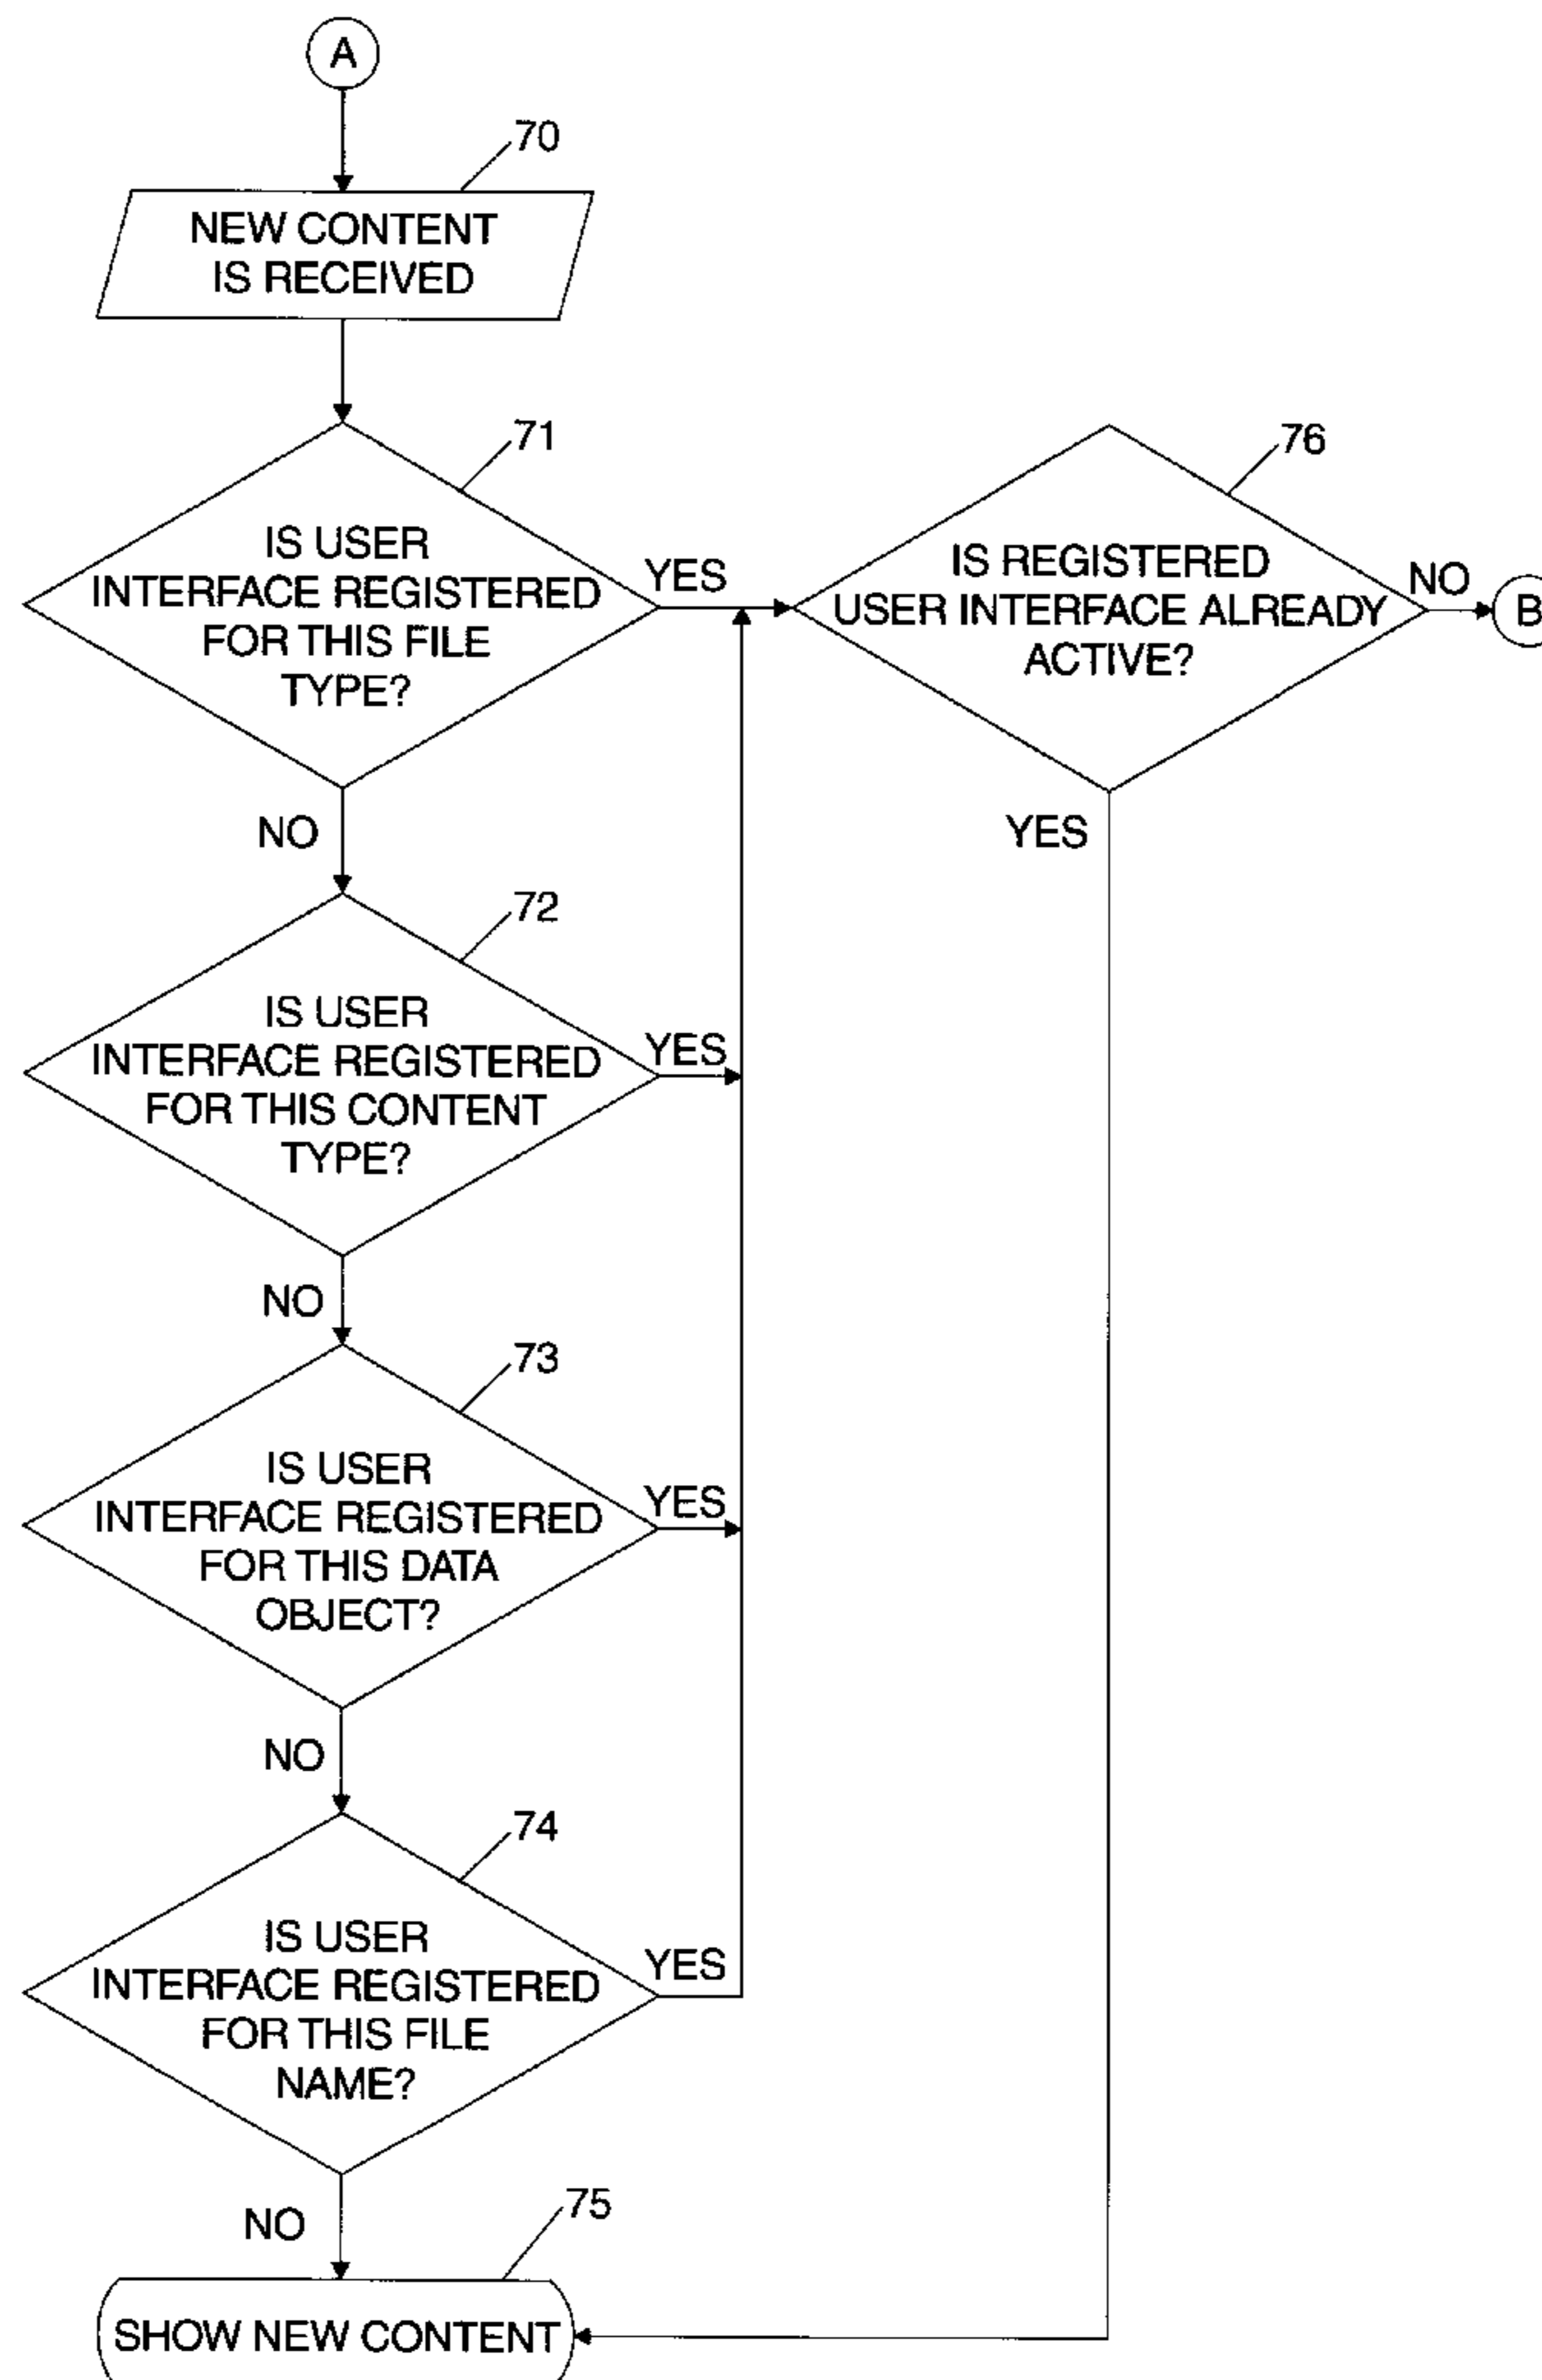 A
70
NEW CONTENT
IS RECEIVED
71
IS USER
INTERFACE REGISTERED
FOR THIS FILE
TYPE?
YES
NO
76
IS REGISTERED
USER INTERFACE ALREADY
ACTIVE?
NO
B
YES
72
IS USER
INTERFACE REGISTERED
FOR THIS CONTENT
TYPE?
YES
NO
73
IS USER
INTERFACE REGISTERED
FOR THIS DATA
OBJECT?
YES
NO
74
IS USER
INTERFACE REGISTERED
FOR THIS FILE
NAME?
YES
NO
75
SHOW NEW CONTENT